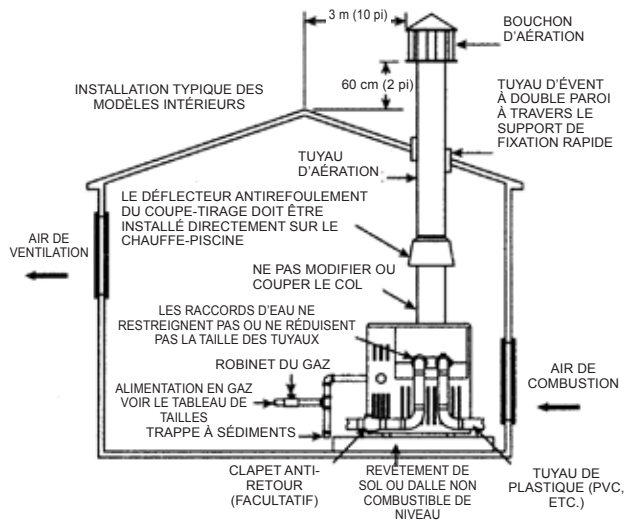 3 m (10 pi)
BOUCHON
D'AÉRATION
60 cm (2 pi)
INSTALLATION TYPIQUE DES
MODÈLES INTÉRIEURS
TUYAU D'ÉVENT
À DOUBLE PAROI
À TRAVERS LE
SUPPORT DE
FIXATION RAPIDE
TUYAU
D'AÉRATION
LE DÉFLECTEUR ANTIREFOULEMENT
DU COUPE-TIRAGE DOIT ÊTRE
INSTALLÉ DIRECTEMENT SUR LE
CHAUFFE-PISCINE
AIR DE
VENTILATION
NE PAS MODIFIER OU
COUPER LE COL
LES RACCORDS D'EAU NE
RESTREIGNENT PAS OU NE RÉDUISENT
PAS LA TAILLE DES TUYAUX
ROBINET DU GAZ
AIR DE
COMBUSTION
ALIMENTATION EN GAZ
VOIR LE TABLEAU DE
TAILLES
TRAPPE À SÉDIMENTS
CLAPET ANTI-
RETOUR
(FACULTATIF)
REVÊTEMENT DE
SOL OU DALLE NON
COMBUSTIBLE DE
NIVEAU
TUYAU DE
PLASTIQUE (PVC,
ETC.)